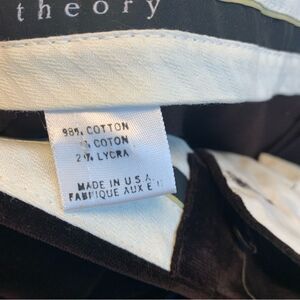 theory
98% COTTON
% COTON
2% LYCRA
MADE IN U.S.A.
FABRIQUE AUX E